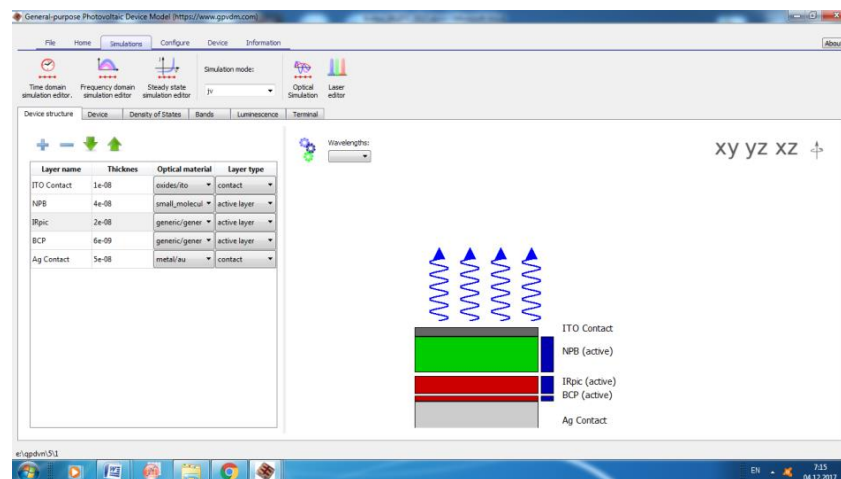 General-purpose Photovoltaic Device Model (https://www.gpvdm.com)
File Home Simulations Configure Device Information
Abou
Time domain simulation editor.
Frequency domain simulation editor
Steady state simulation editor
Simulation mode:
jv
Optical Simulation
Laser editor
Device structure Device Density of States Bands Luminescence Terminal
Wavelengths:
xy yz xz
Layer name Thicknes Optical material Layer type
ITO Contact 1e-08 oxides/ito contact
NPB 4e-08 small_molecul active layer
IRpic 2e-08 generic/gener active layer
BCP 6e-09 generic/gener active layer
Ag Contact 5e-08 metal/au contact
ITO Contact
NPB (active)
IRpic (active)
BCP (active)
Ag Contact
e:\qpdvn\5\1
EN 7:15
04.12.2017